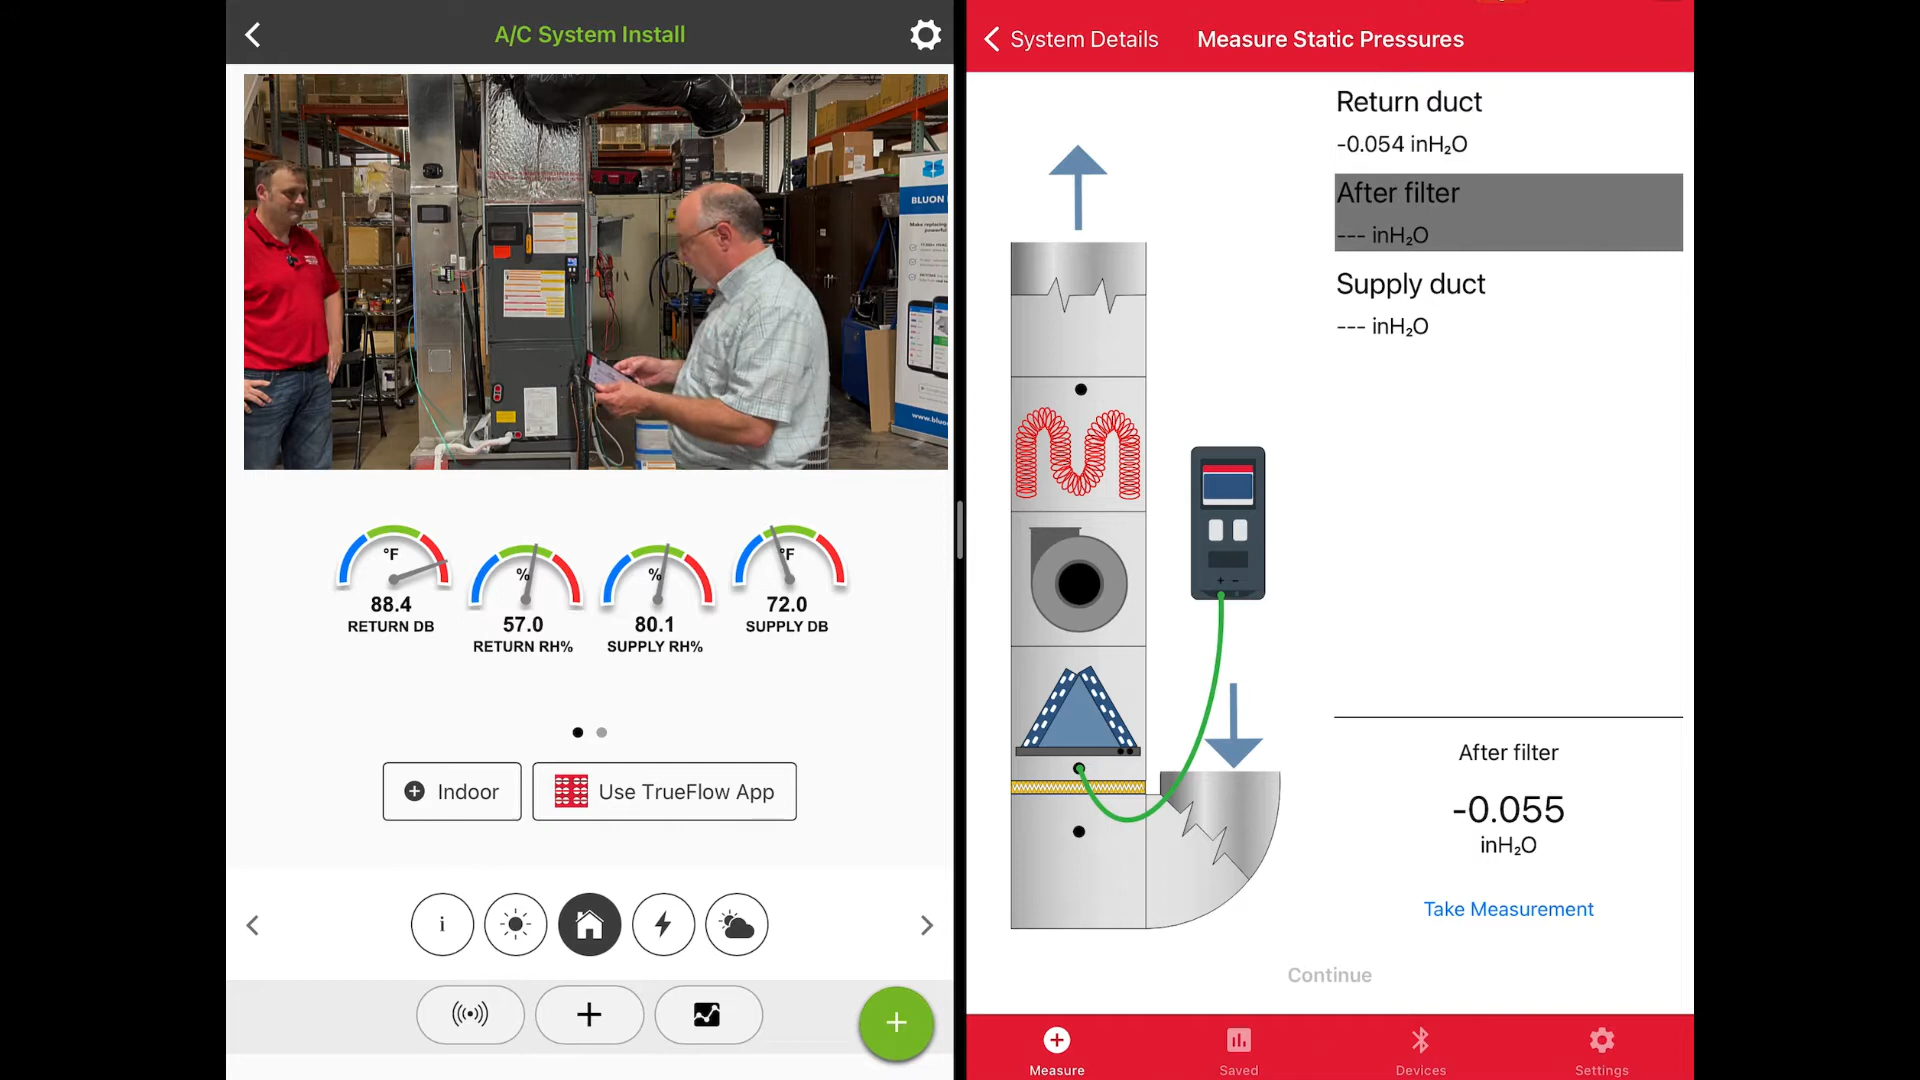 A/C System Install
BLUON
www.bluon
°F
88.4
RETURN DB
%
57.0
RETURN RH%
%
80.1
SUPPLY RH%
°F
72.0
SUPPLY DB
Indoor
Use TrueFlow App
i
System Details
Measure Static Pressures
Return duct
-0.054 inH₂O
After filter
--- inH₂O
Supply duct
--- inH₂O
After filter
-0.055
inH₂O
Take Measurement
Continue
Measure
Saved
Devices
Settings